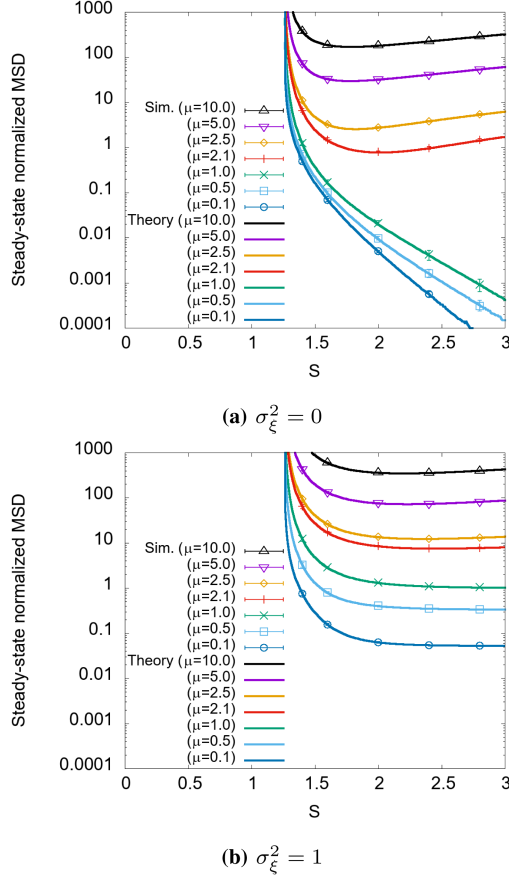 Steady-state normalized MSD
1000
100
10
1
0.1
0.01
0.001
0.0001
Sim. (μ=10.0)
(μ=5.0)
(μ=2.5)
(μ=2.1)
(μ=1.0)
(μ=0.5)
(μ=0.1)
Theory (μ=10.0)
(μ=5.0)
(μ=2.5)
(μ=2.1)
(μ=1.0)
(μ=0.5)
(μ=0.1)
0 0.5 1 1.5 2 2.5 3
S
(a) σ_ξ^2 = 0
Steady-state normalized MSD
1000
100
10
1
0.1
0.01
0.001
0.0001
Sim. (μ=10.0)
(μ=5.0)
(μ=2.5)
(μ=2.1)
(μ=1.0)
(μ=0.5)
(μ=0.1)
Theory (μ=10.0)
(μ=5.0)
(μ=2.5)
(μ=2.1)
(μ=1.0)
(μ=0.5)
(μ=0.1)
0 0.5 1 1.5 2 2.5 3
S
(b) σ_ξ^2 = 1